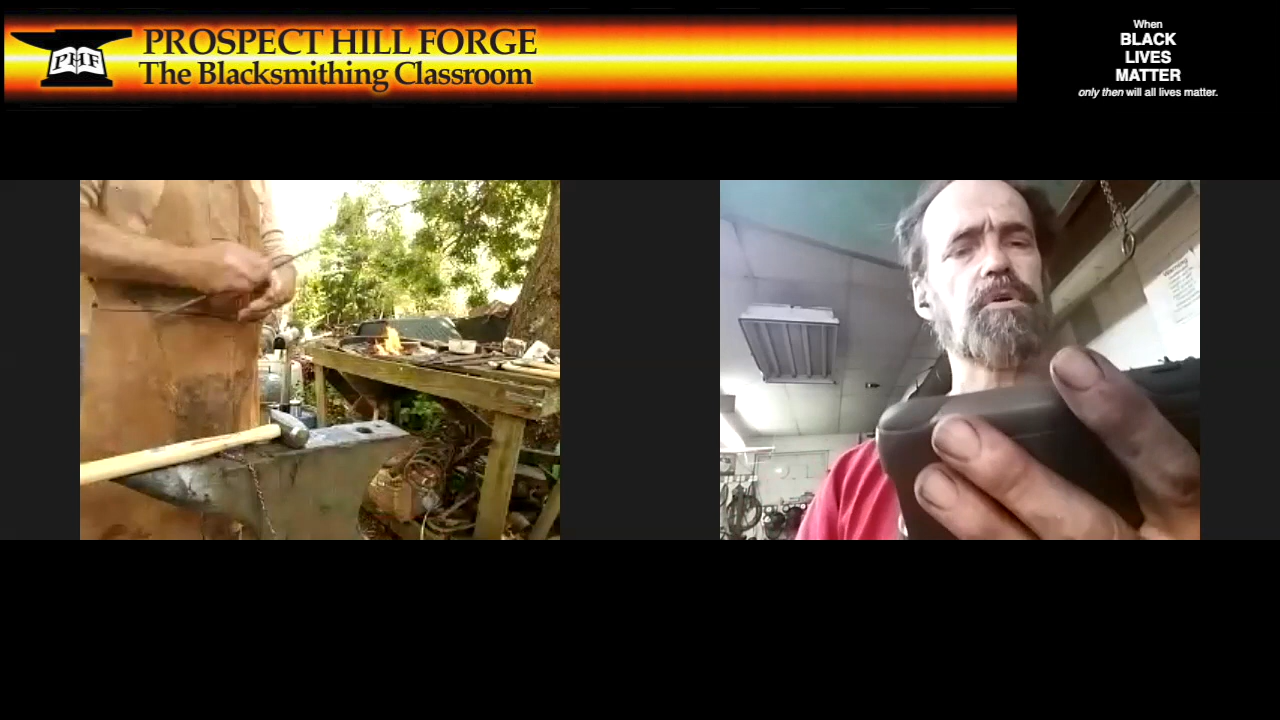 PROSPECT HILL FORGE
The Blacksmithing Classroom
PHF
When
BLACK
LIVES
MATTER
only then will all lives matter.